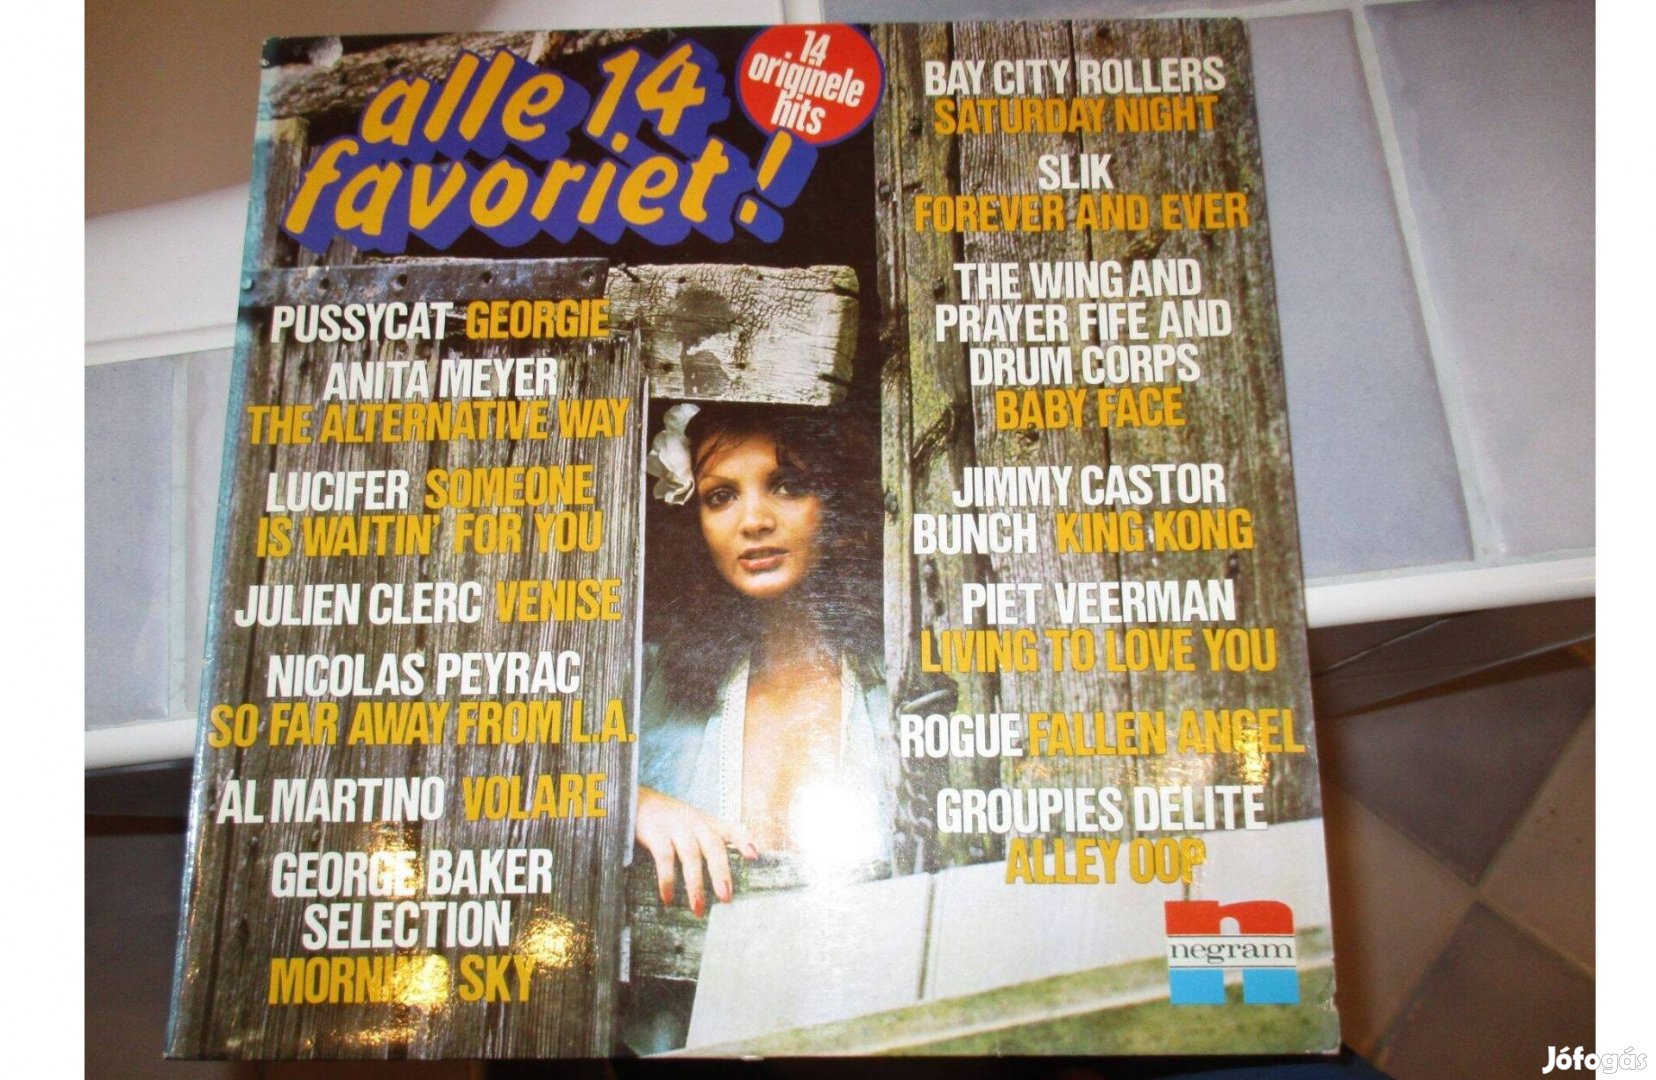 alle 14
favoriet!
14
originele
hits
PUSSYCAT GEORGIE
ANITA MEYER
THE ALTERNATIVE WAY
LUCIFER SOMEONE
IS WAITIN' FOR YOU
JULIEN CLERC VENISE
NICOLAS PEYRAC
SO FAR AWAY FROM L.A.
AL MARTINO VOLARE
GEORGE BAKER
SELECTION
MORNING SKY
BAY CITY ROLLERS
SATURDAY NIGHT
SLIK
FOREVER AND EVER
THE WING AND
PRAYER FIFE AND
DRUM CORPS
BABY FACE
JIMMY CASTOR
BUNCH KING KONG
PIET VEERMAN
LIVING TO LOVE YOU
ROGUE FALLEN ANGEL
GROUPIES DELITE
ALLEY OOP
negram
Jófogás